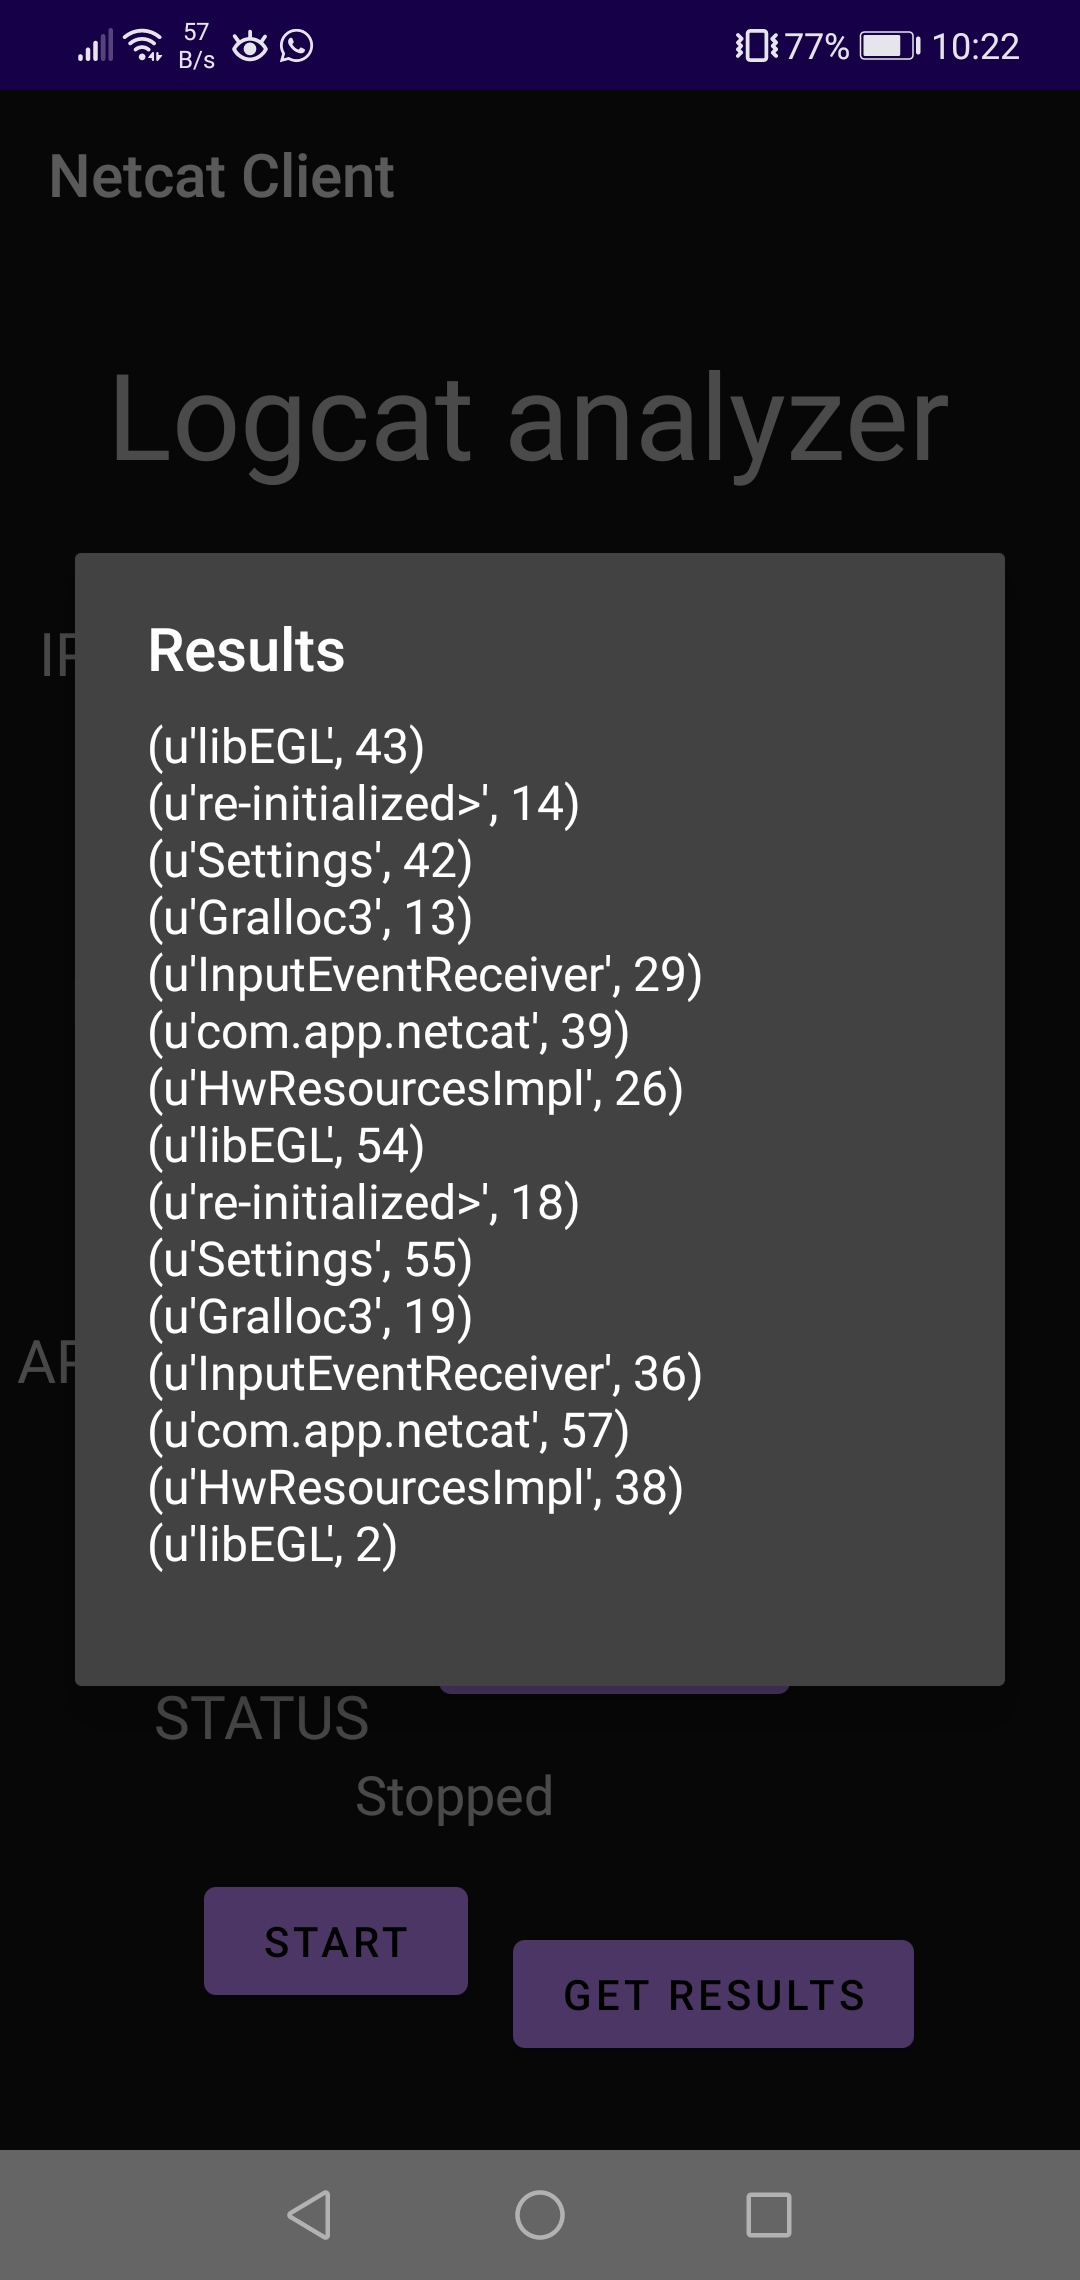 57
B/s
77%
10:22
Netcat Client
Logcat analyzer
Results
(u'libEGL', 43)
(u're-initialized>', 14)
(u'Settings', 42)
(u'Gralloc3', 13)
(u'InputEventReceiver', 29)
(u'com.app.netcat', 39)
(u'HwResourcesImpl', 26)
(u'libEGL', 54)
(u're-initialized>', 18)
(u'Settings', 55)
(u'Gralloc3', 19)
(u'InputEventReceiver', 36)
(u'com.app.netcat', 57)
(u'HwResourcesImpl', 38)
(u'libEGL', 2)
STATUS
Stopped
START
GET RESULTS